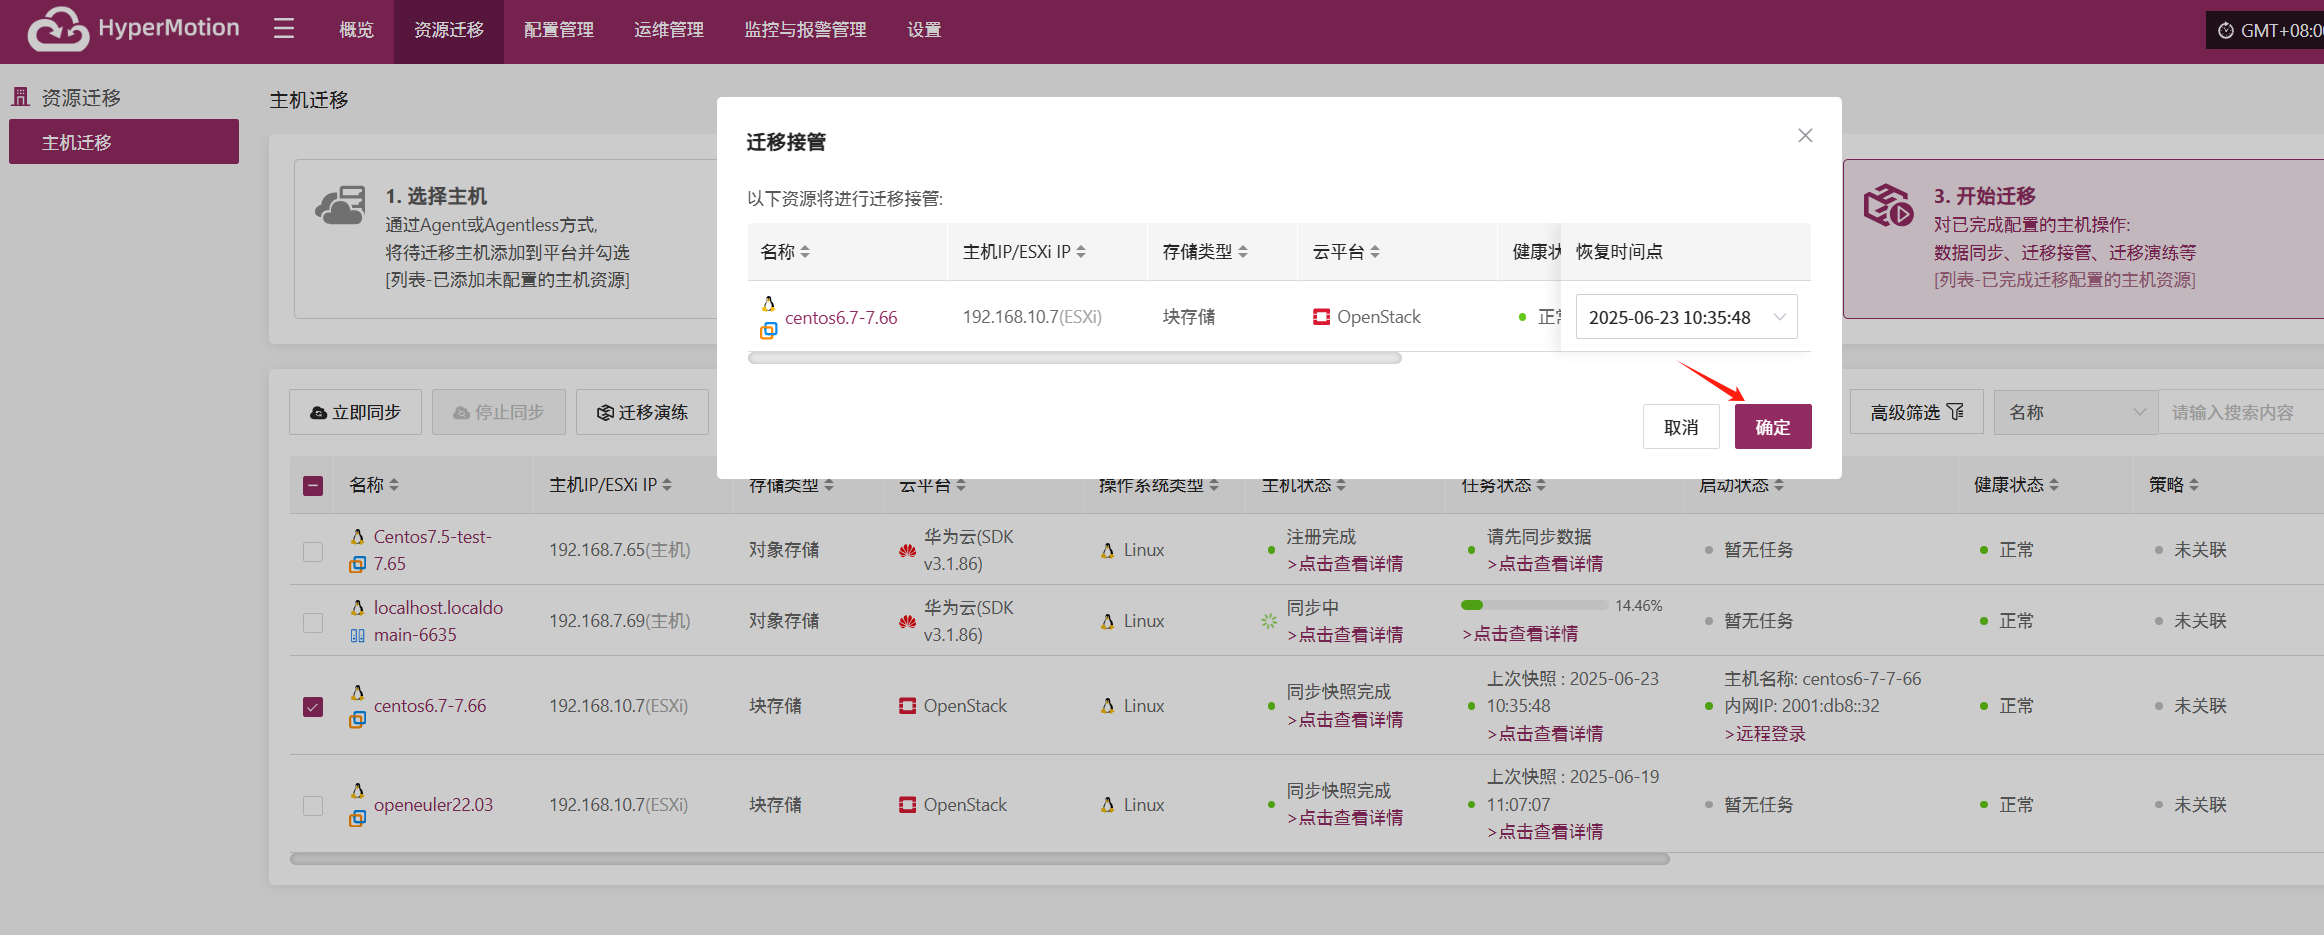 HyperMotion
概览
资源迁移
配置管理
运维管理
监控与报警管理
设置
GMT+08:0
资源迁移
主机迁移
主机迁移
1. 选择主机
通过Agent或Agentless方式,
将待迁移主机添加到平台并勾选
[列表-已添加未配置的主机资源]
3. 开始迁移
对已完成配置的主机操作:
数据同步、迁移接管、迁移演练等
[列表-已完成迁移配置的主机资源]
迁移接管
以下资源将进行迁移接管:
名称 主机IP/ESXi IP 存储类型 云平台 健康状 恢复时间点
centos6.7-7.66 192.168.10.7(ESXi) 块存储 OpenStack 正常 2025-06-23 10:35:48
取消 确定
立即同步 停止同步 迁移演练 高级筛选 名称 请输入搜索内容
名称 主机IP/ESXi IP 存储类型 云平台 操作系统类型 主机状态 任务状态 启动状态 健康状态 策略
Centos7.5-test-
7.65
192.168.7.65(主机)
对象存储
华为云(SDK
v3.1.86)
Linux
注册完成
>点击查看详情
请先同步数据
>点击查看详情
暂无任务
正常
未关联
localhost.localdo
main-6635
192.168.7.69(主机)
对象存储
华为云(SDK
v3.1.86)
Linux
同步中
>点击查看详情
14.46%
>点击查看详情
暂无任务
正常
未关联
centos6.7-7.66
192.168.10.7(ESXi)
块存储
OpenStack
Linux
同步快照完成
>点击查看详情
上次快照 : 2025-06-23
10:35:48
>点击查看详情
主机名称: centos6-7-7-66
内网IP: 2001:db8::32
>远程登录
正常
未关联
openeuler22.03
192.168.10.7(ESXi)
块存储
OpenStack
Linux
同步快照完成
>点击查看详情
上次快照 : 2025-06-19
11:07:07
>点击查看详情
暂无任务
正常
未关联